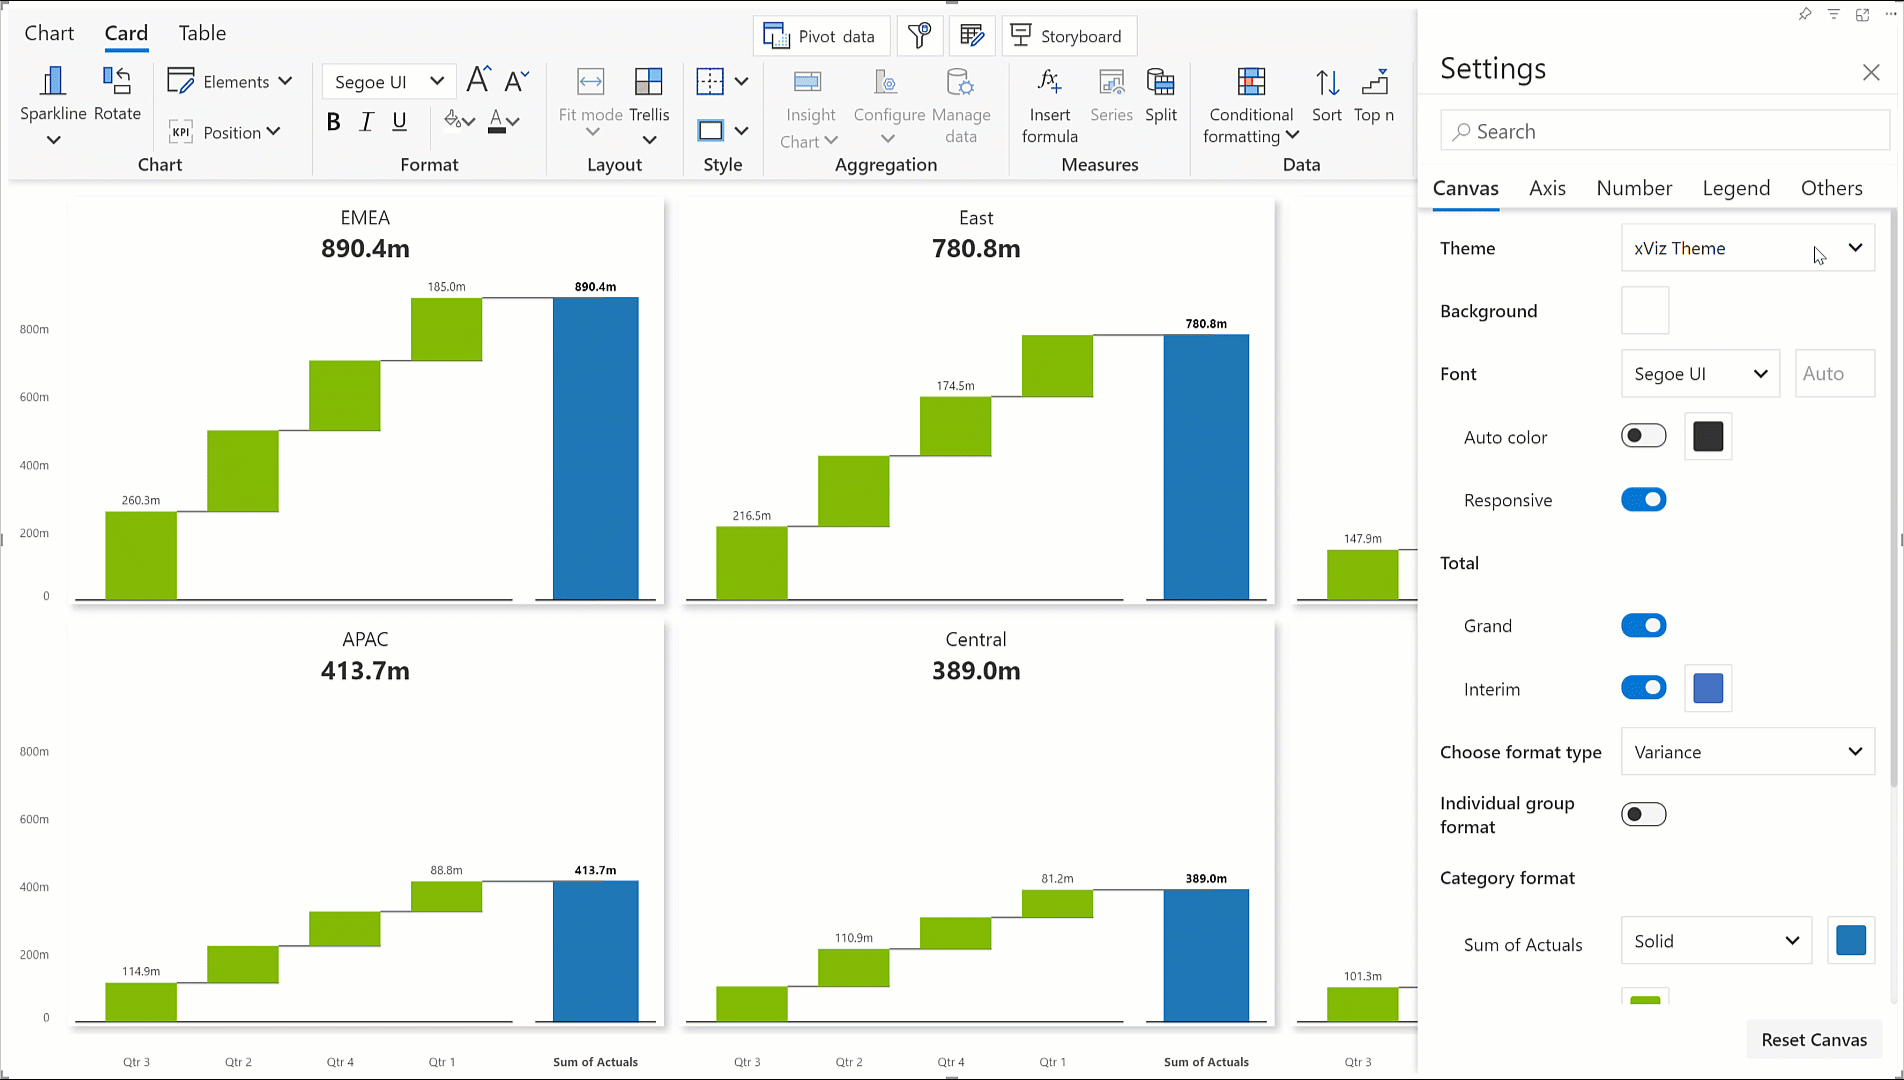 Chart Card Table
Pivot data
Storyboard
Sparkline
Rotate
Elements
KPI Position
Chart
Segoe UI
A A
B I U
A
Format
Fit mode
Trellis
Layout
Style
Insight
Chart
Configure
Manage
data
Aggregation
fx
Insert
formula
Series
Split
Measures
Conditional
formatting
Sort
Top n
Data
EMEA
890.4m
800m
600m
400m
200m
0
260.3m
185.0m
890.4m
East
780.8m
216.5m
174.5m
780.8m
147.9m
APAC
413.7m
800m
600m
400m
200m
0
114.9m
88.8m
413.7m
Central
389.0m
110.9m
81.2m
389.0m
101.3m
Qtr 3 Qtr 2 Qtr 4 Qtr 1 Sum of Actuals
Qtr 3 Qtr 2 Qtr 4 Qtr 1 Sum of Actuals
Qtr 3
Settings
Search
Canvas Axis Number Legend Others
Theme xViz Theme
Background
Font Segoe UI Auto
Auto color
Responsive
Total
Grand
Interim
Choose format type Variance
Individual group
format
Category format
Sum of Actuals Solid
Reset Canvas